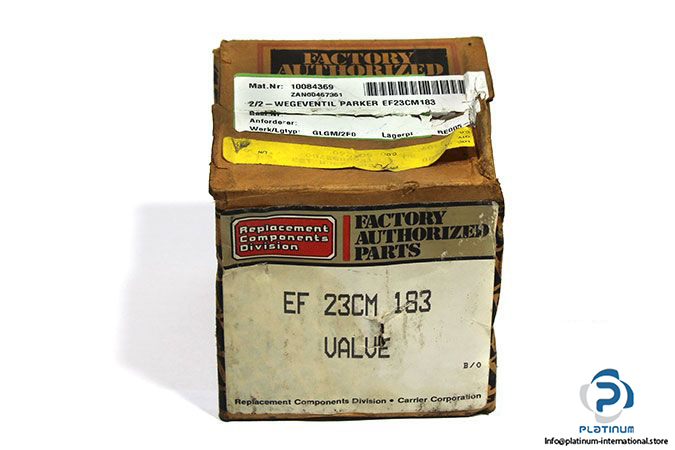 FACTORY
AUTHORIZED
Mat.Nr: 10084369
ZAN00467361
2/2-WEGEVENTIL PARKER EF23CM183
Best.Nr
Anforderer:
Werk/Lgtyp: GLGM/2F0 Lagerpl RE005
Replacement
Components
Division
FACTORY
AUTHORIZED
PARTS
EF 23CM 183
VALVE
B/O
Replacement Components Division • Carrier Corporation
PLATINUM
info@platinum-international.store